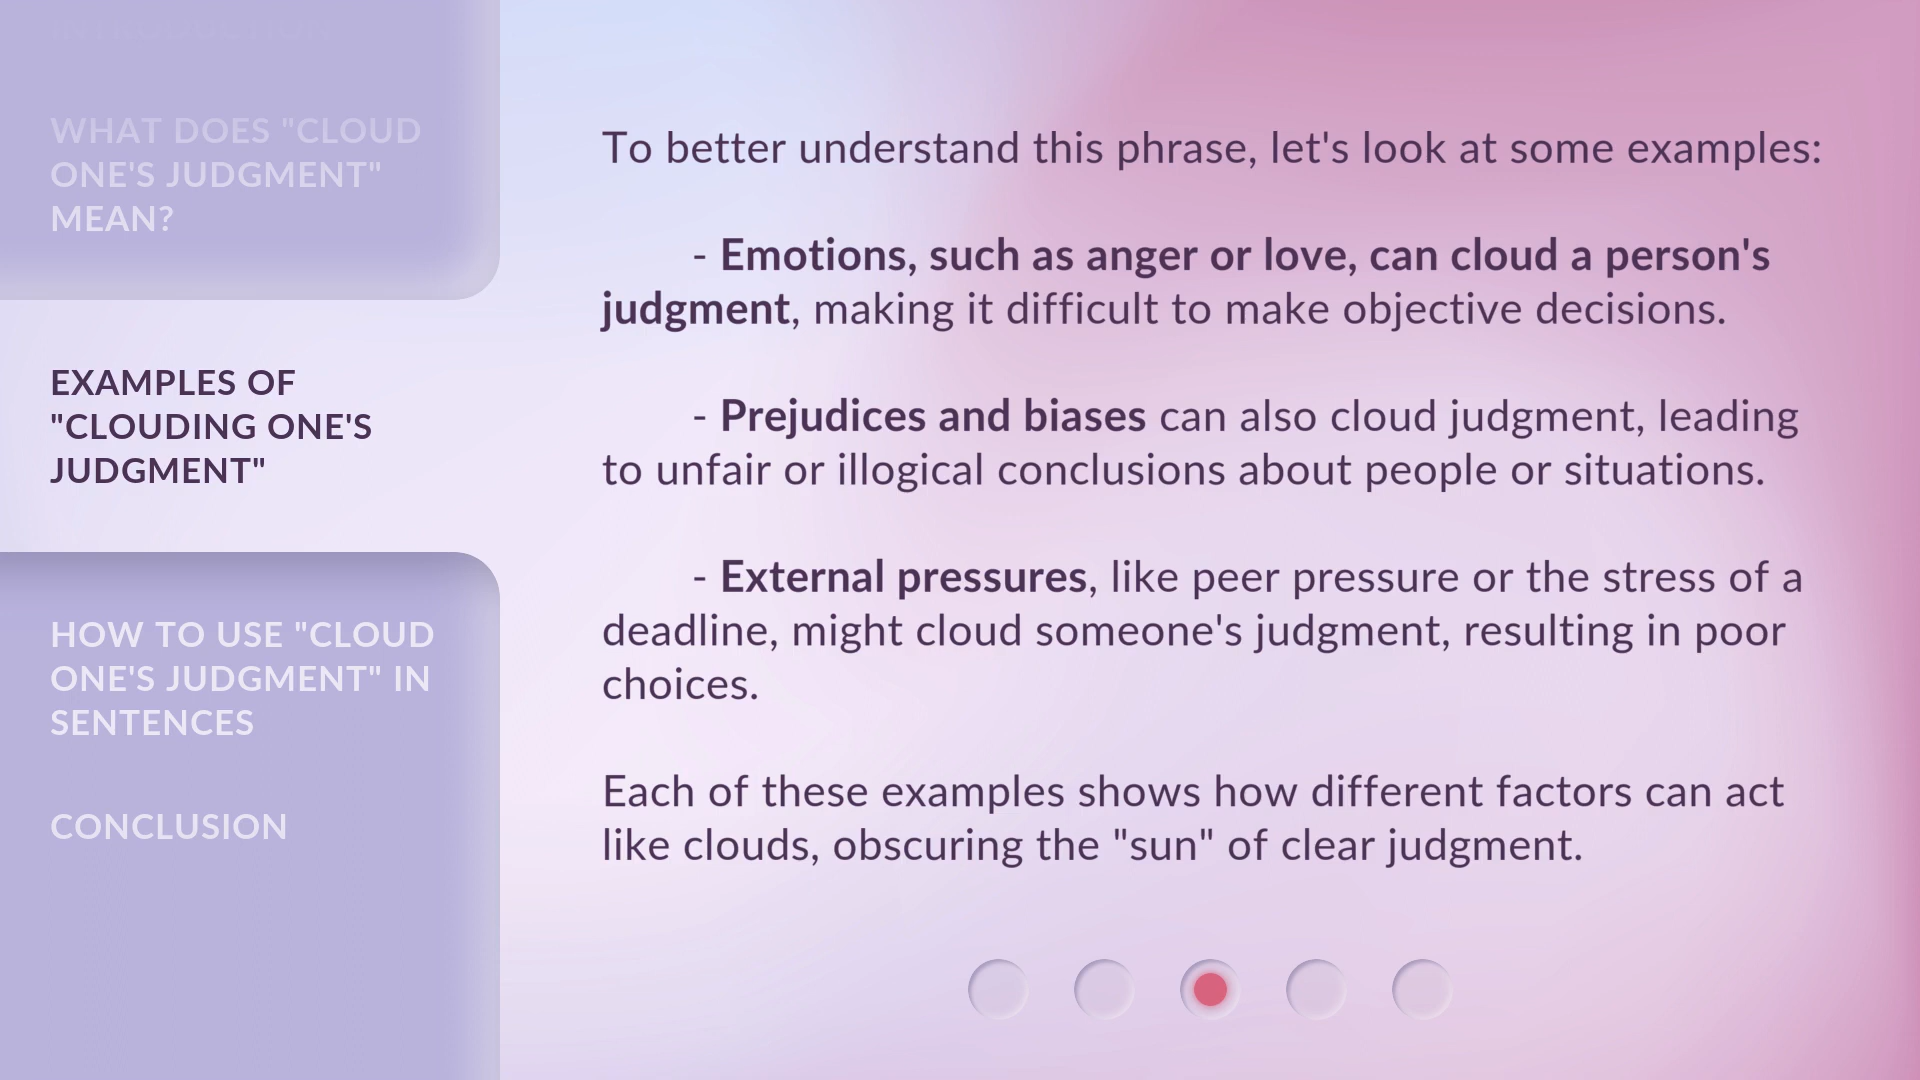 WHAT DOES "CLOUD
ONE'S JUDGMENT"
MEAN?
EXAMPLES OF
"CLOUDING ONE'S
JUDGMENT"
HOW TO USE "CLOUD
ONE'S JUDGMENT" IN
SENTENCES
CONCLUSION
To better understand this phrase, let's look at some examples:
- Emotions, such as anger or love, can cloud a person's
judgment, making it difficult to make objective decisions.
- Prejudices and biases can also cloud judgment, leading
to unfair or illogical conclusions about people or situations.
- External pressures, like peer pressure or the stress of a
deadline, might cloud someone's judgment, resulting in poor
choices.
Each of these examples shows how different factors can act
like clouds, obscuring the "sun" of clear judgment.